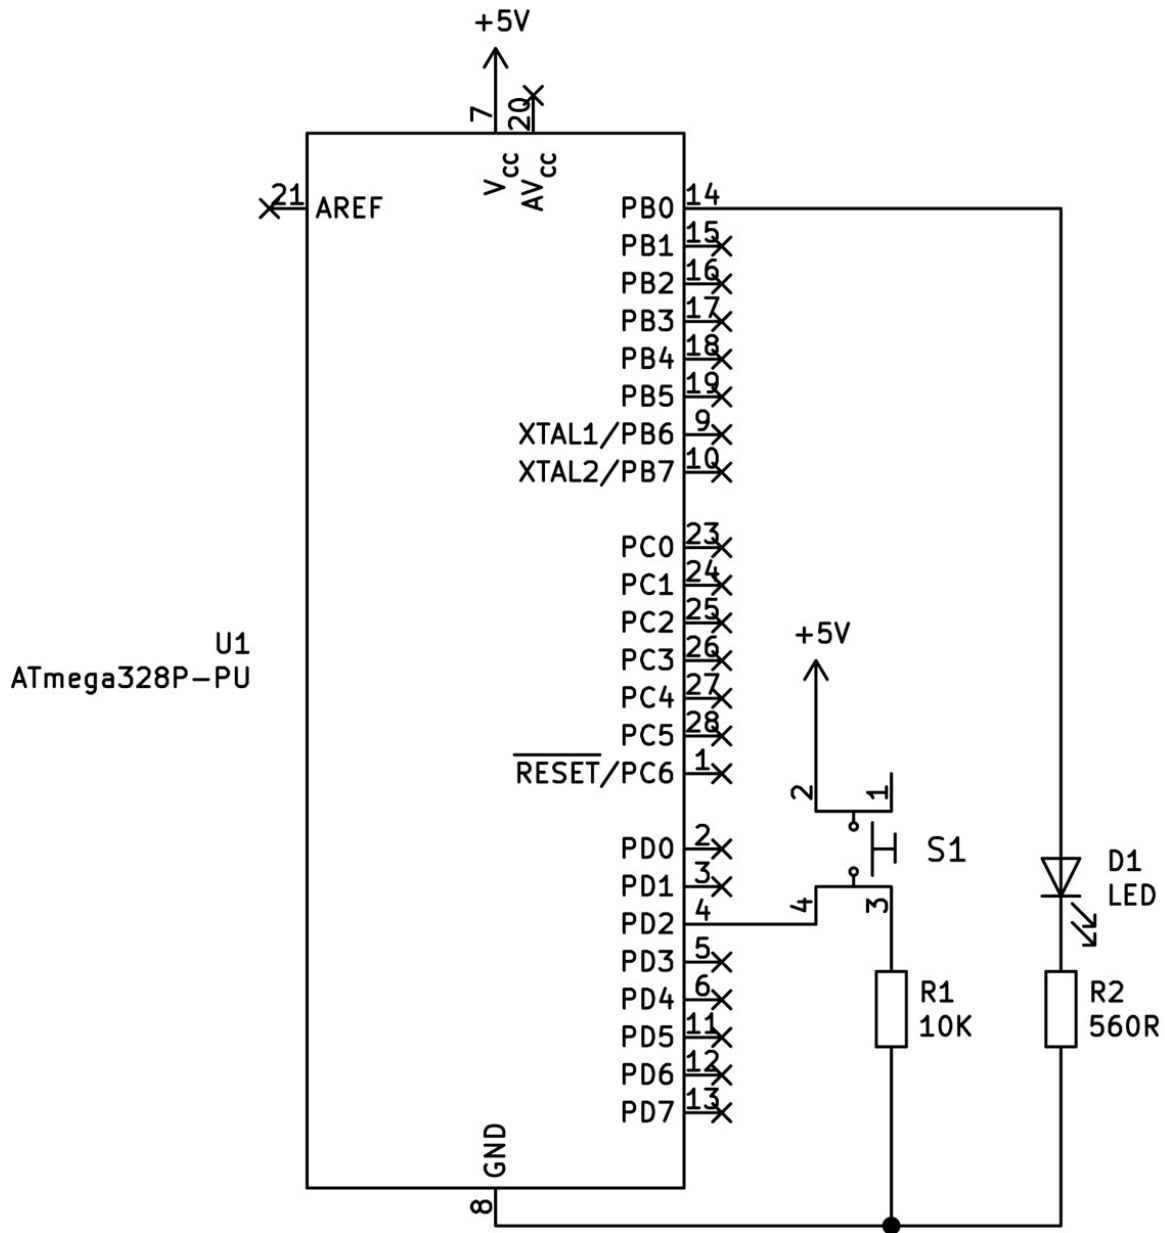 +5V
7
20
VCC
AVCC
21
AREF
PB0
14
PB1
15
PB2
16
PB3
17
PB4
18
PB5
19
XTAL1/PB6
9
XTAL2/PB7
10
PC0
23
PC1
24
PC2
25
PC3
26
PC4
27
PC5
28
RESET/PC6
1
PD0
2
PD1
3
PD2
4
PD3
5
PD4
6
PD5
11
PD6
12
PD7
13
U1
ATmega328P-PU
+5V
2
1
S1
4
3
D1
LED
R1
10K
R2
560R
GND
8